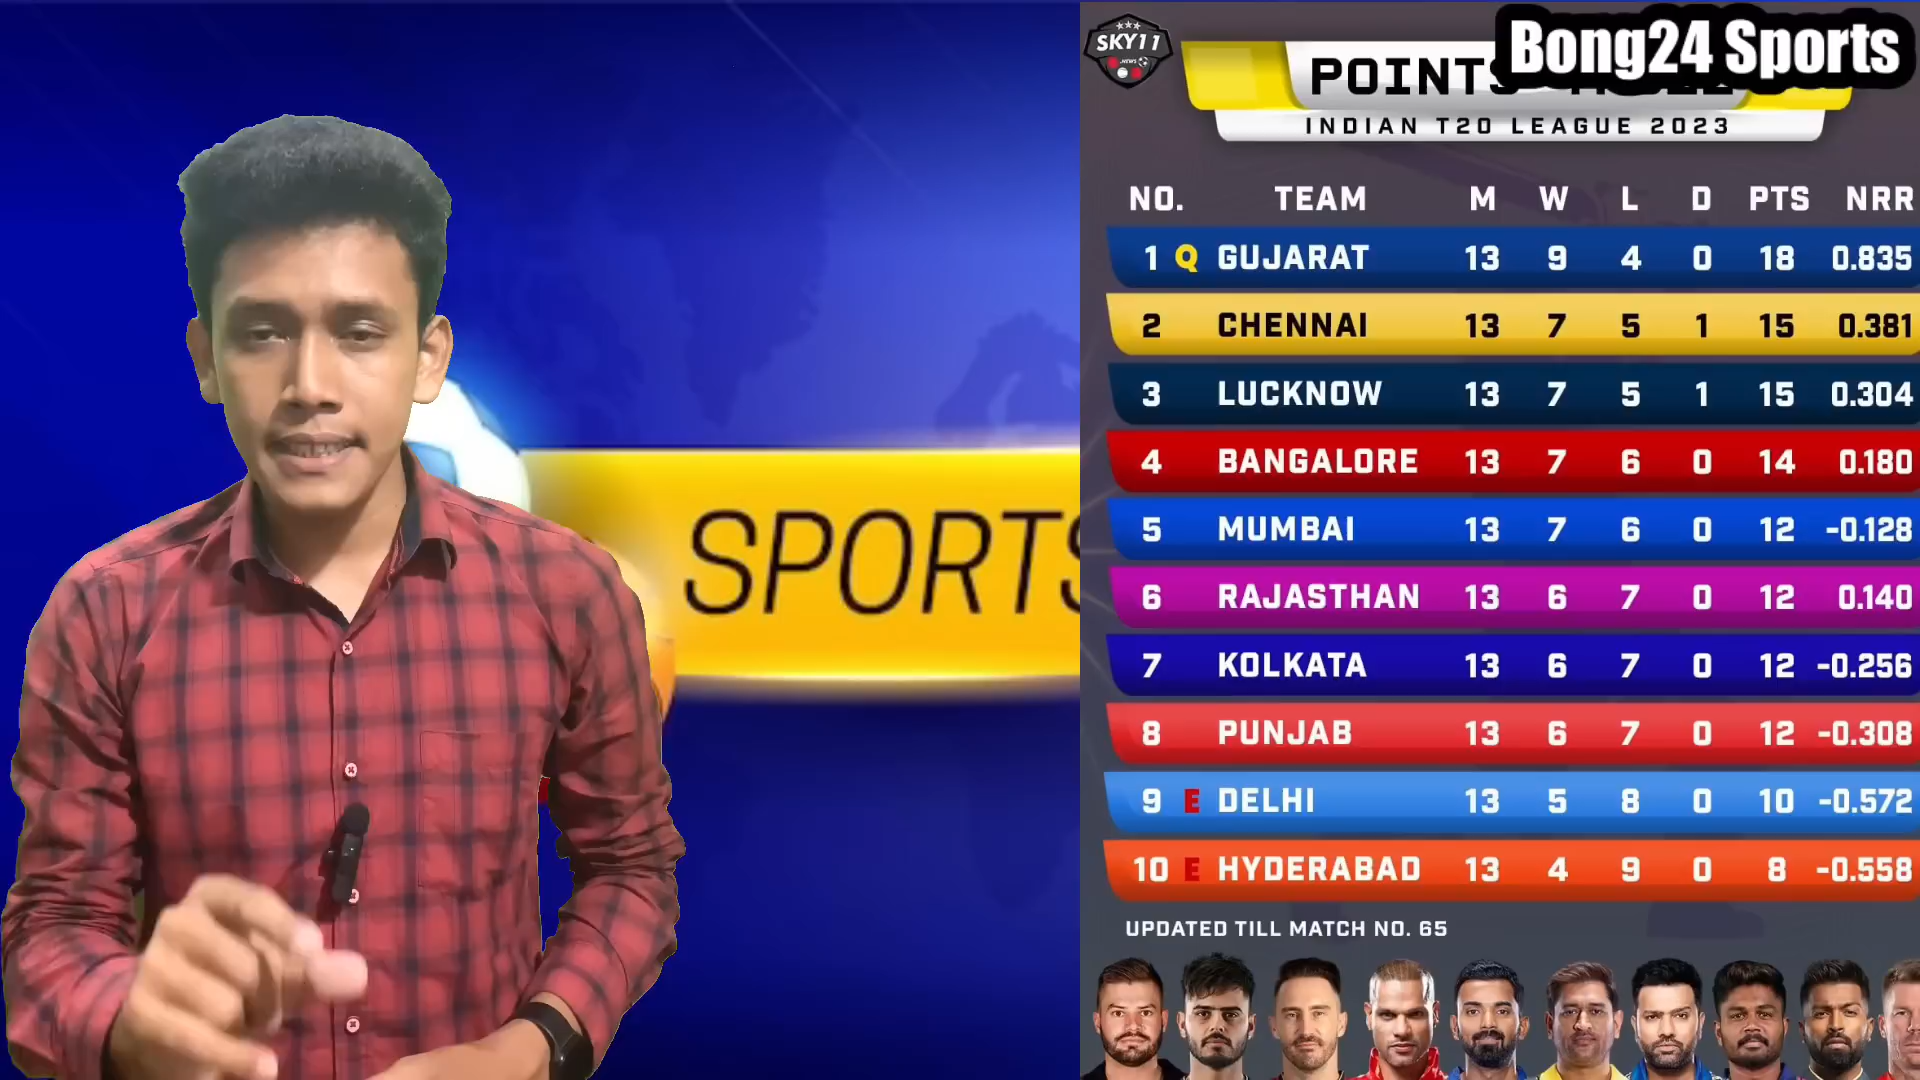 SKY11
NEWS
Bong24 Sports
POINTS
INDIAN T20 LEAGUE 2023
NO. TEAM M W L D PTS NRR
1 Q GUJARAT 13 9 4 0 18 0.835
2 CHENNAI 13 7 5 1 15 0.381
3 LUCKNOW 13 7 5 1 15 0.304
4 BANGALORE 13 7 6 0 14 0.180
5 MUMBAI 13 7 6 0 12 -0.128
6 RAJASTHAN 13 6 7 0 12 0.140
7 KOLKATA 13 6 7 0 12 -0.256
8 PUNJAB 13 6 7 0 12 -0.308
9 E DELHI 13 5 8 0 10 -0.572
10 E HYDERABAD 13 4 9 0 8 -0.558
UPDATED TILL MATCH NO. 65
SPORTS